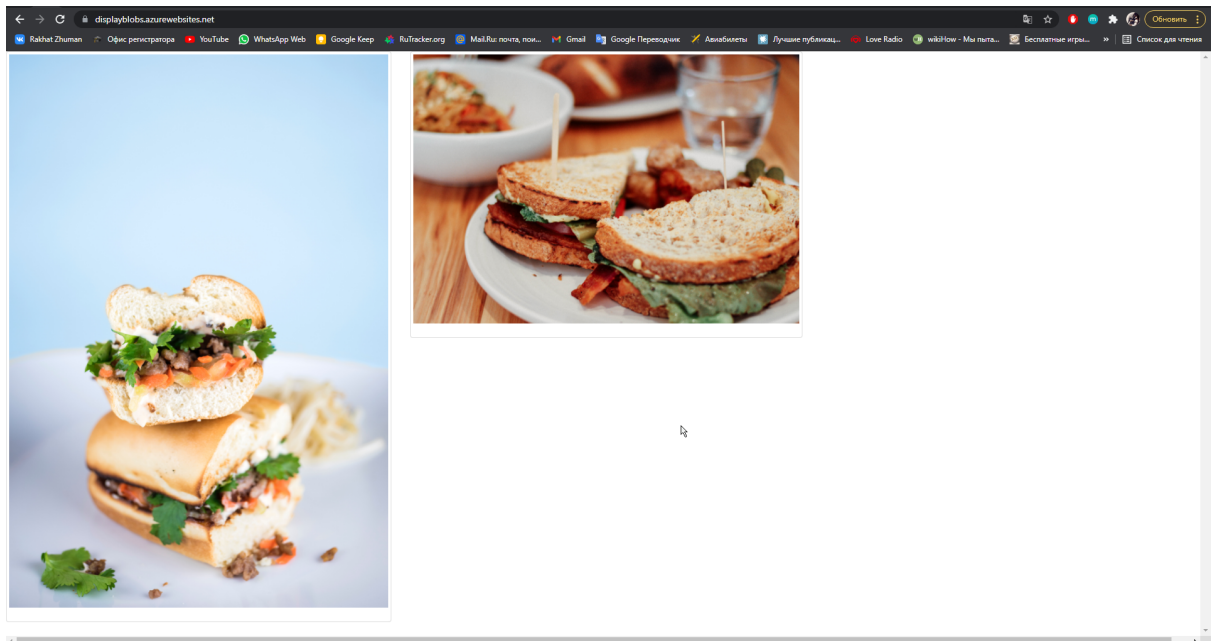 displayblobs.azurewebsites.net
Обновить
Rakhat Zhuman Офис регистратора YouTube WhatsApp Web Google Keep RuTracker.org Mail.Ru: почта, пои... Gmail Google Переводчик Авиабилеты Лучшие публикац... Love Radio wikiHow - Мы пыта... Бесплатные игры... » Список для чтения